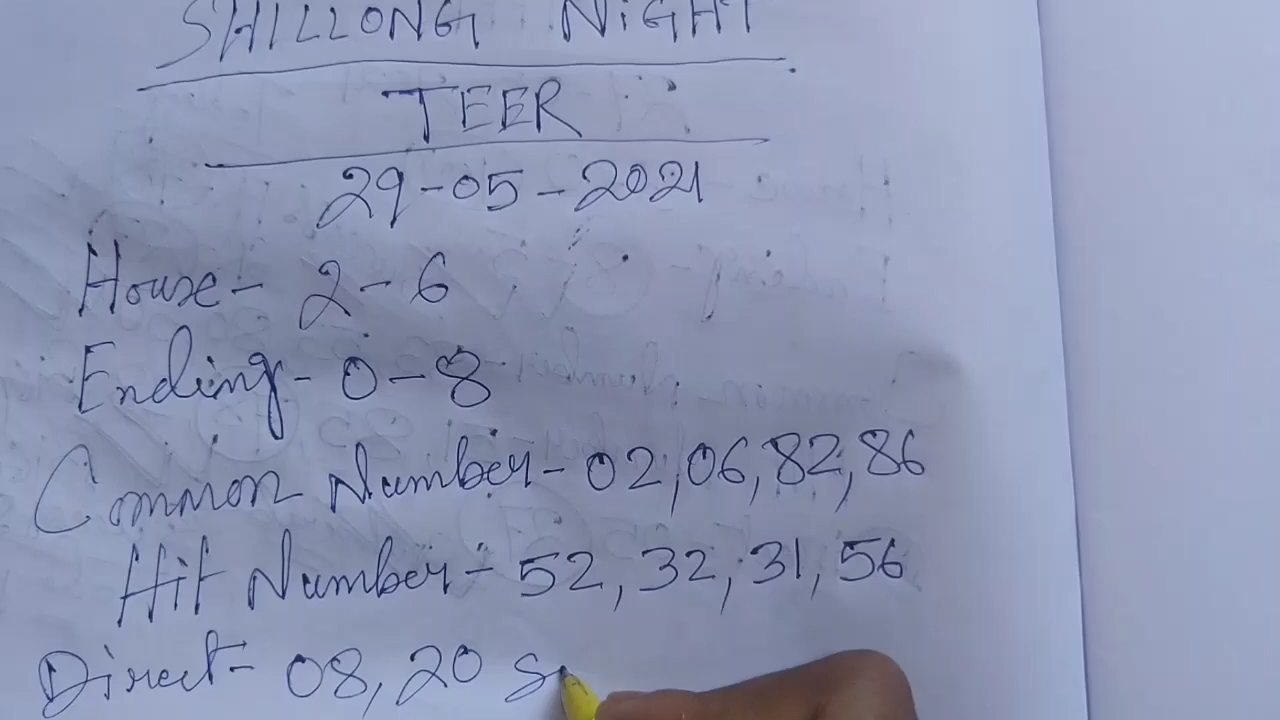 SHILLONG NIGHT
TEER
29-05-2021
House- 2-6
Ending- 0-8
Common Number- 02,06,82,86
Hit Number- 52,32,31,56
Direct- 08,20